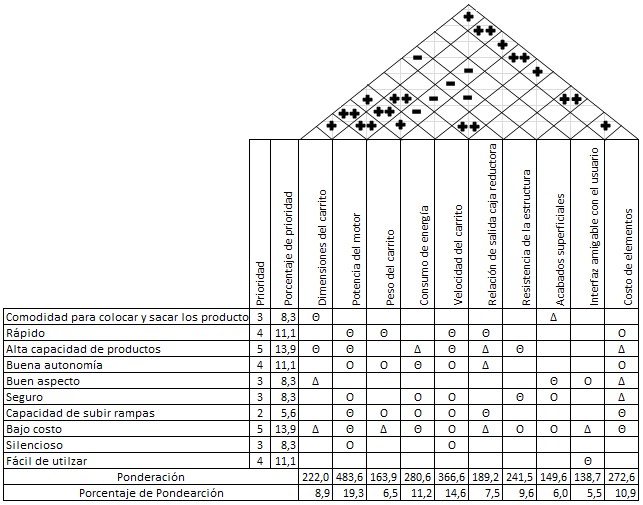 Prioridad
Porcentaje de prioridad
Dimensiones del carrito
Potencia del motor
Peso del carrito
Consumo de energía
Velocidad del carrito
Relación de salida caja reductora
Resistencia de la estructura
Acabados superficiales
Interfaz amigable con el usuario
Costo de elementos
Comodidad para colocar y sacar los producto 3 8,3 Θ Δ
Rápido 4 11,1 Θ Θ Θ Θ O
Alta capacidad de productos 5 13,9 Θ Θ Δ Θ Δ Θ Δ
Buena autonomía 4 11,1 O O Θ O Δ O
Buen aspecto 3 8,3 Δ Θ O Δ
Seguro 3 8,3 O O O Θ O Δ
Capacidad de subir rampas 2 5,6 Θ O O O Θ Θ
Bajo costo 5 13,9 Δ Θ Δ Θ O Δ O O Δ Θ
Silencioso 3 8,3 O O
Fácil de utilzar 4 11,1 Θ
Ponderación 222,0 483,6 163,9 280,6 366,6 189,2 241,5 149,6 138,7 272,6
Porcentaje de Pondearción 8,9 19,3 6,5 11,2 14,6 7,5 9,6 6,0 5,5 10,9